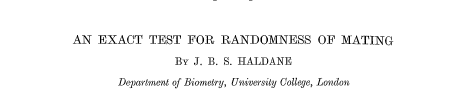 AN EXACT TEST FOR RANDOMNESS OF MATING
BY J. B. S. HALDANE
Department of Biometry, University College, London